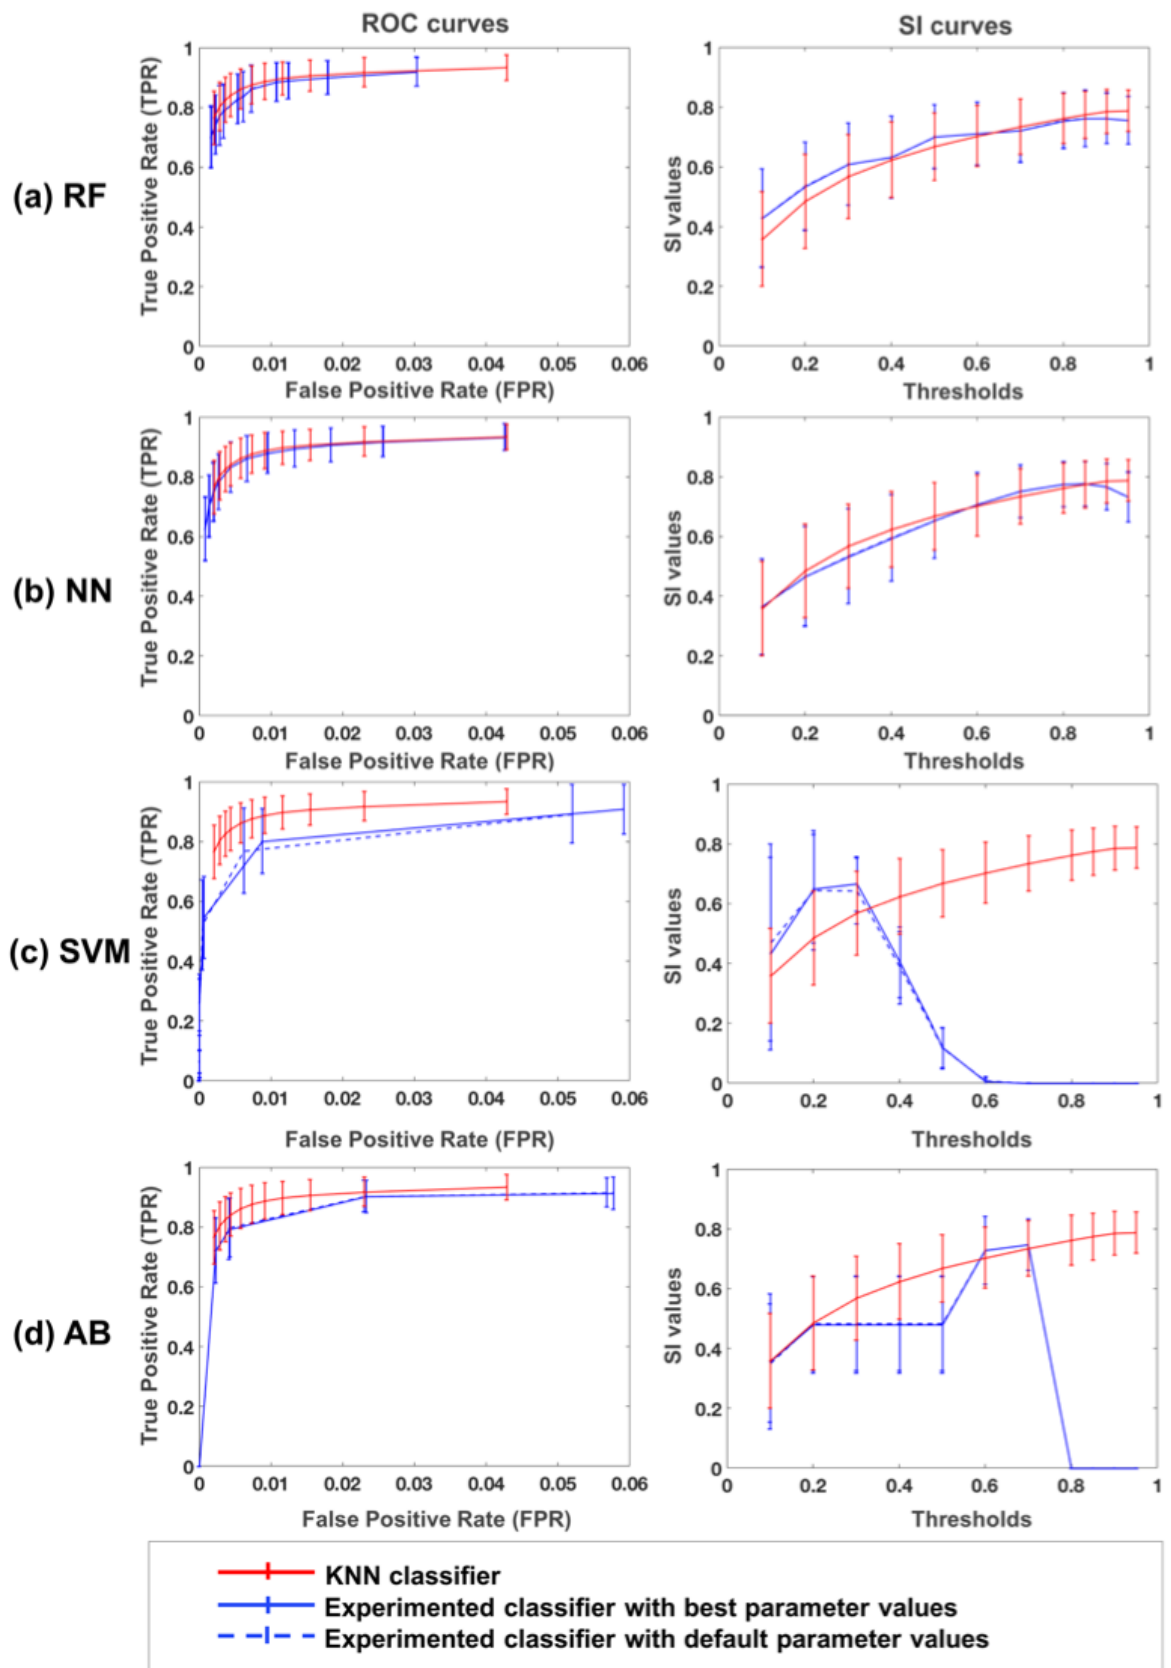 ROC curves
SI curves
(a) RF
True Positive Rate (TPR)
1
0.8
0.6
0.4
0.2
0
0 0.01 0.02 0.03 0.04 0.05 0.06
False Positive Rate (FPR)
SI values
1
0.8
0.6
0.4
0.2
0
0 0.2 0.4 0.6 0.8 1
Thresholds
(b) NN
True Positive Rate (TPR)
1
0.8
0.6
0.4
0.2
0
0 0.01 0.02 0.03 0.04 0.05 0.06
False Positive Rate (FPR)
SI values
1
0.8
0.6
0.4
0.2
0
0 0.2 0.4 0.6 0.8 1
Thresholds
(c) SVM
True Positive Rate (TPR)
1
0.8
0.6
0.4
0.2
0
0 0.01 0.02 0.03 0.04 0.05 0.06
False Positive Rate (FPR)
SI values
1
0.8
0.6
0.4
0.2
0
0 0.2 0.4 0.6 0.8 1
Thresholds
(d) AB
True Positive Rate (TPR)
1
0.8
0.6
0.4
0.2
0
0 0.01 0.02 0.03 0.04 0.05 0.06
False Positive Rate (FPR)
SI values
1
0.8
0.6
0.4
0.2
0
0 0.2 0.4 0.6 0.8 1
Thresholds
KNN classifier
Experimented classifier with best parameter values
Experimented classifier with default parameter values